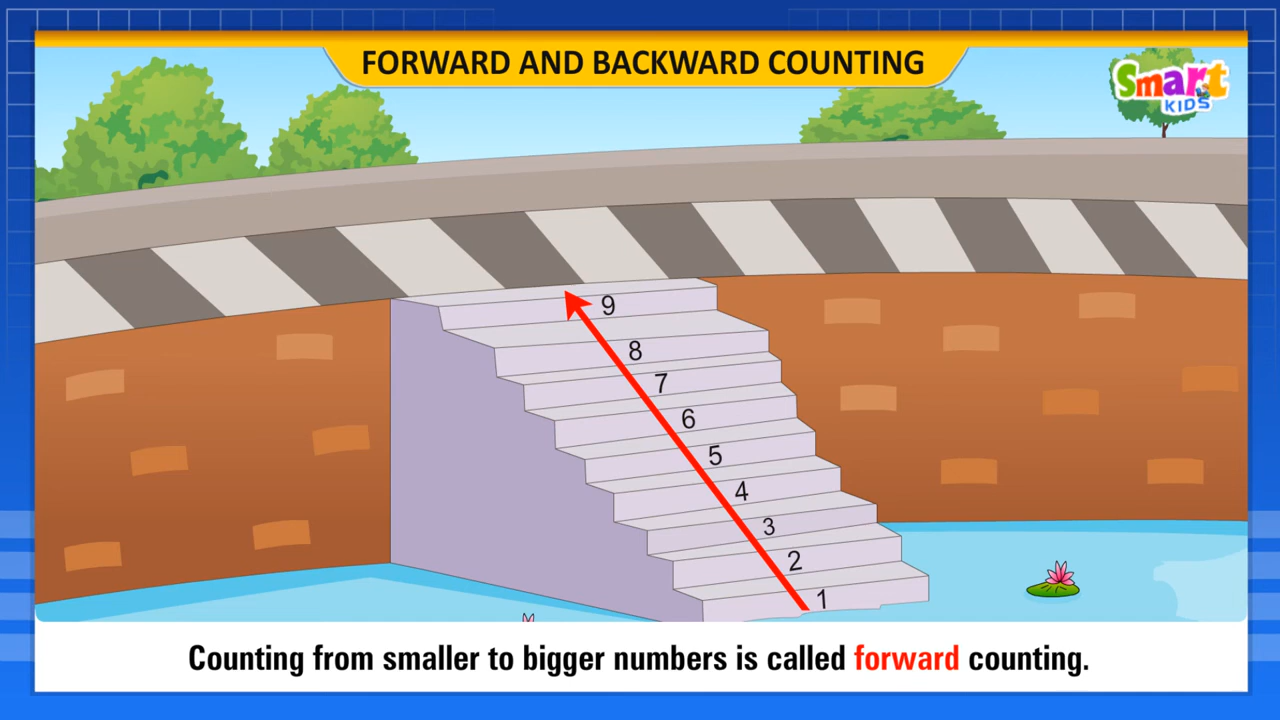 FORWARD AND BACKWARD COUNTING
Smart
KIDS
9
8
7
6
5
4
3
2
1
Counting from smaller to bigger numbers is called forward counting.